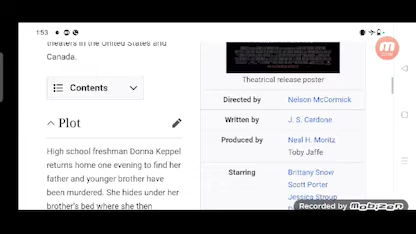 1:53
theaters in the United States and
Canada.
Contents
Plot
High school freshman Donna Keppel
returns home one evening to find her
father and younger brother have
been murdered. She hides under her
brother's bed where she then
Theatrical release poster
Directed by Nelson McCormick
Written by J. S. Cardone
Produced by Neal H. Moritz
Toby Jaffe
Starring Brittany Snow
Scott Porter
Jessica Stroup
Recorded by Mobizen